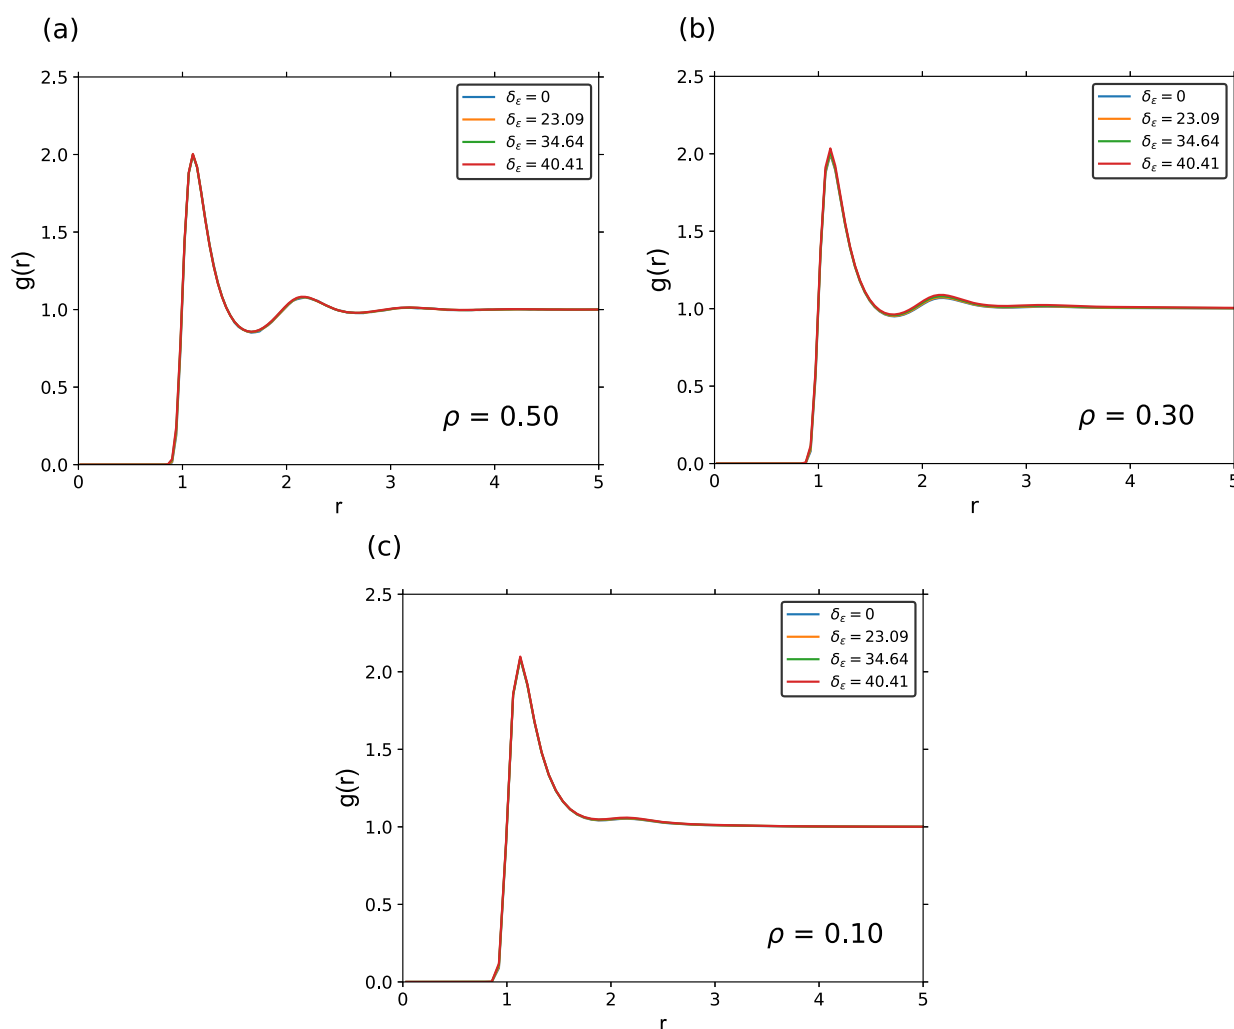 (a)
2.5
2.0
1.5
1.0
0.5
0.0
g(r)
δε = 0
δε = 23.09
δε = 34.64
δε = 40.41
ρ = 0.50
0 1 2 3 4 5
r
(b)
2.5
2.0
1.5
1.0
0.5
0.0
g(r)
δε = 0
δε = 23.09
δε = 34.64
δε = 40.41
ρ = 0.30
0 1 2 3 4 5
r
(c)
2.5
2.0
1.5
1.0
0.5
0.0
g(r)
δε = 0
δε = 23.09
δε = 34.64
δε = 40.41
ρ = 0.10
0 1 2 3 4 5
r